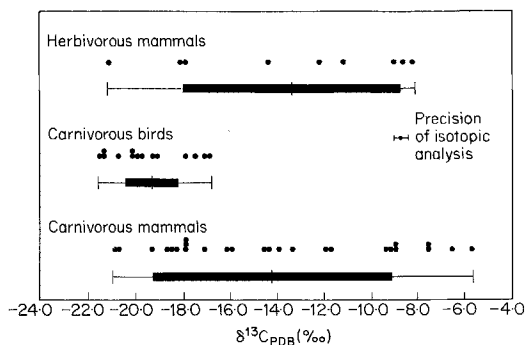 Herbivorous mammals
Carnivorous birds
Precision
of isotopic
analysis
Carnivorous mammals
-24·0 -22·0 -20·0 -18·0 -16·0 -14·0 -12·0 -10·0 -8·0 -6·0 -4·0
δ¹³C_PDB(‰)